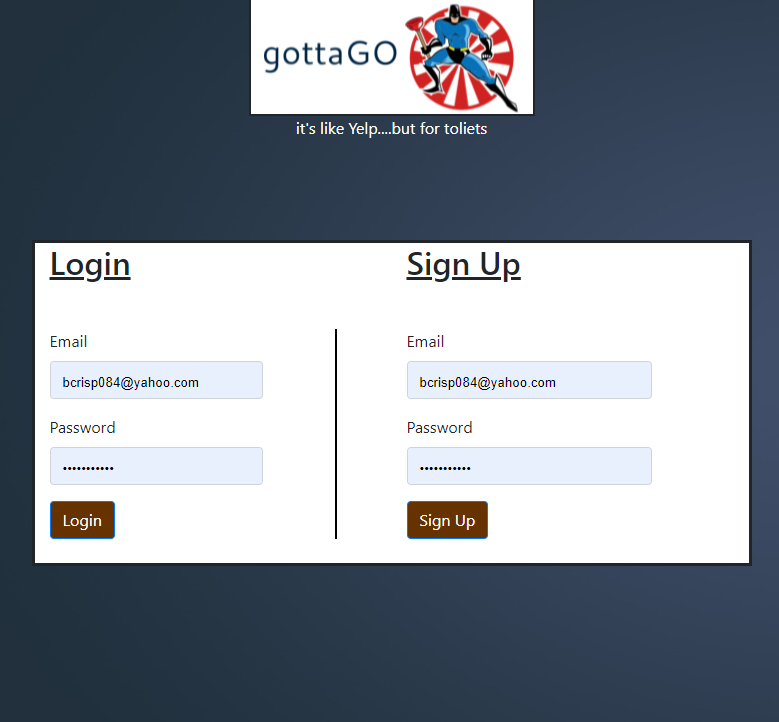 gottaGO
it's like Yelp....but for toliets
Login
Sign Up
Email
Email
bcrisp084@yahoo.com
bcrisp084@yahoo.com
Password
Password
•••••••••••
•••••••••••
Login
Sign Up